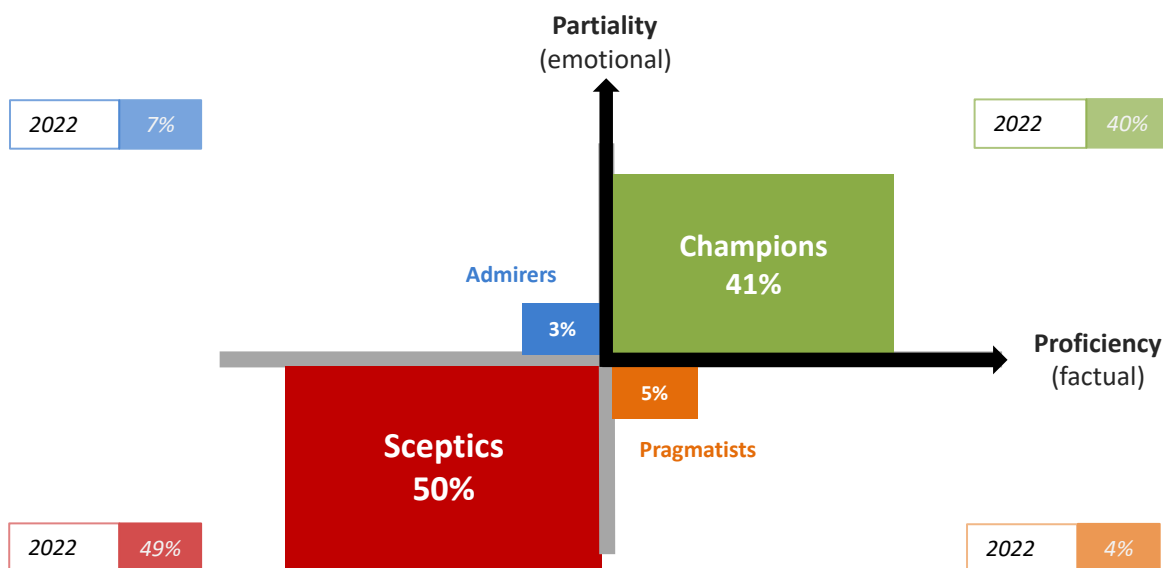 Partiality
(emotional)
2022 7%
2022 40%
Champions
41%
Admirers
3%
Proficiency
(factual)
5%
Sceptics
50%
Pragmatists
2022 49%
2022 4%